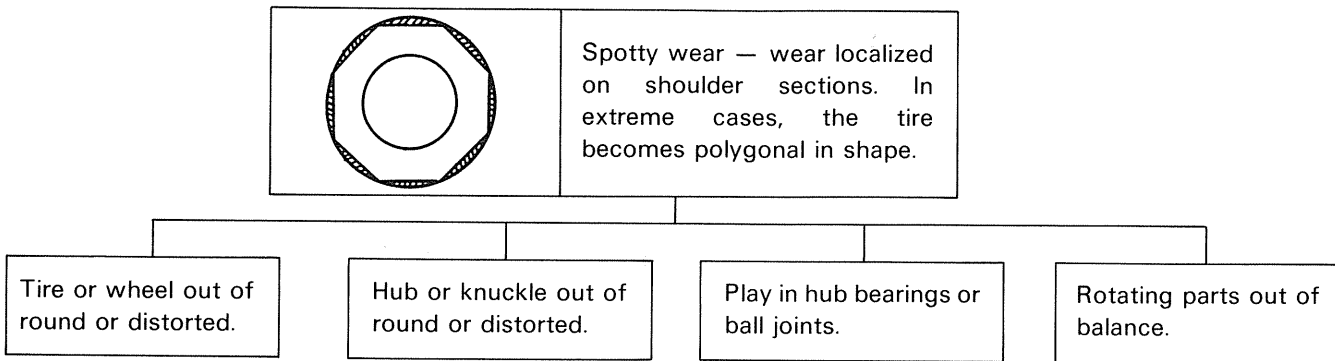 Spotty wear — wear localized
on shoulder sections. In
extreme cases, the tire
becomes polygonal in shape.
Tire or wheel out of
round or distorted.
Hub or knuckle out of
round or distorted.
Play in hub bearings or
ball joints.
Rotating parts out of
balance.